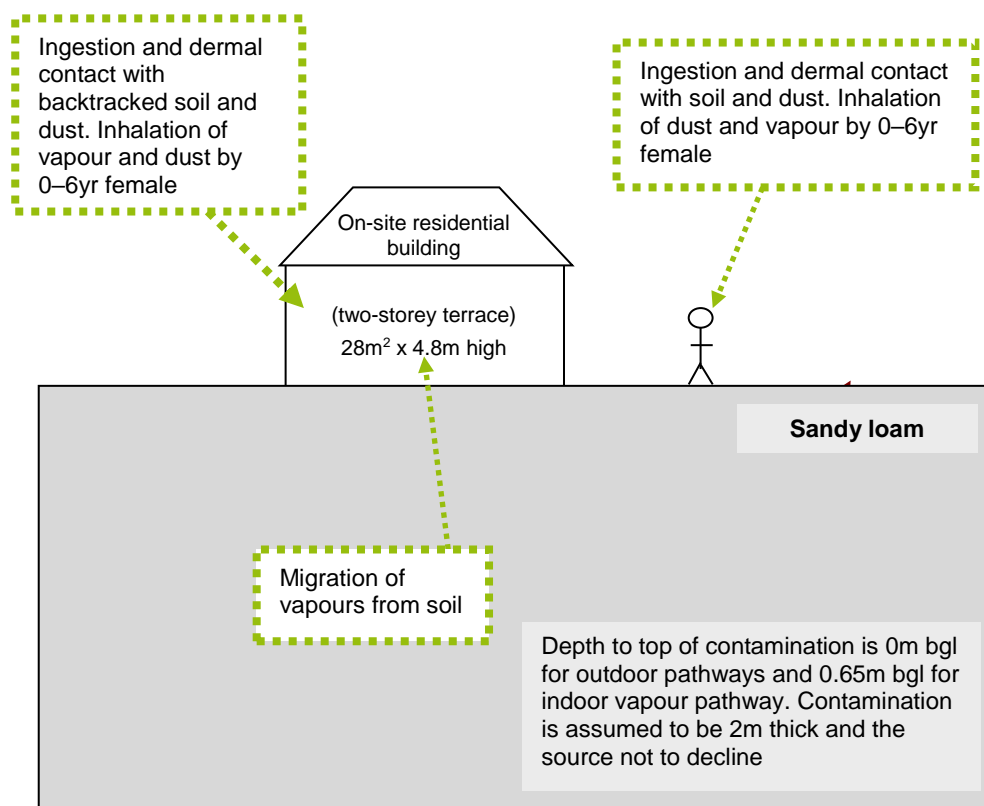 Ingestion and dermal
contact with
backtracked soil and
dust. Inhalation of
vapour and dust by
0–6yr female
Ingestion and dermal contact
with soil and dust. Inhalation
of dust and vapour by 0–6yr
female
On-site residential
building
(two-storey terrace)
28m² x 4.8m high
Sandy loam
Migration of
vapours from soil
Depth to top of contamination is 0m bgl
for outdoor pathways and 0.65m bgl for
indoor vapour pathway. Contamination
is assumed to be 2m thick and the
source not to decline